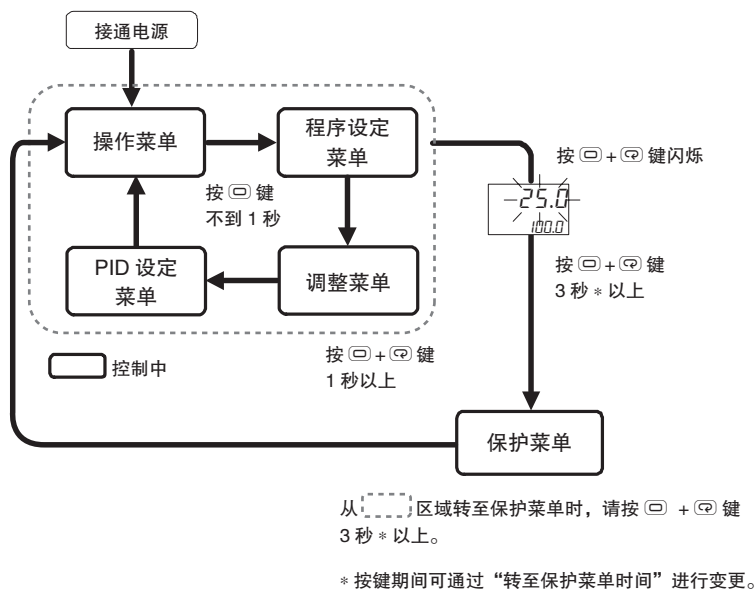 接通电源
操作菜单
程序设定
菜单
按 键闪烁
25.0
100.0
按 键
不到 1 秒
PID 设定
菜单
调整菜单
按 + 键
3 秒 * 以上
控制中
按 + 键
1 秒以上
保护菜单
从 区域转至保护菜单时，请按 + 键
3 秒 * 以上。
* 按键期间可通过“转至保护菜单时间”进行变更。